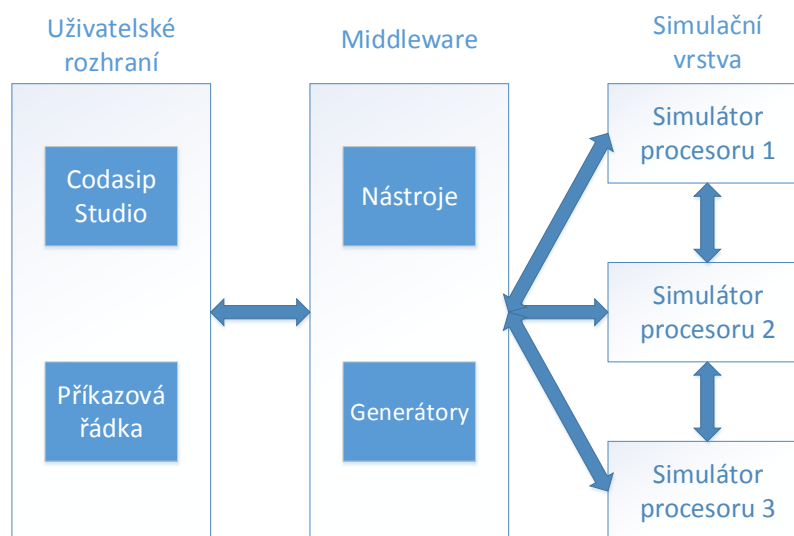 Uživatelské
rozhraní
Middleware
Simulační
vrstva
Codasip
Studio
Příkazová
řádka
Nástroje
Generátory
Simulátor
procesoru 1
Simulátor
procesoru 2
Simulátor
procesoru 3